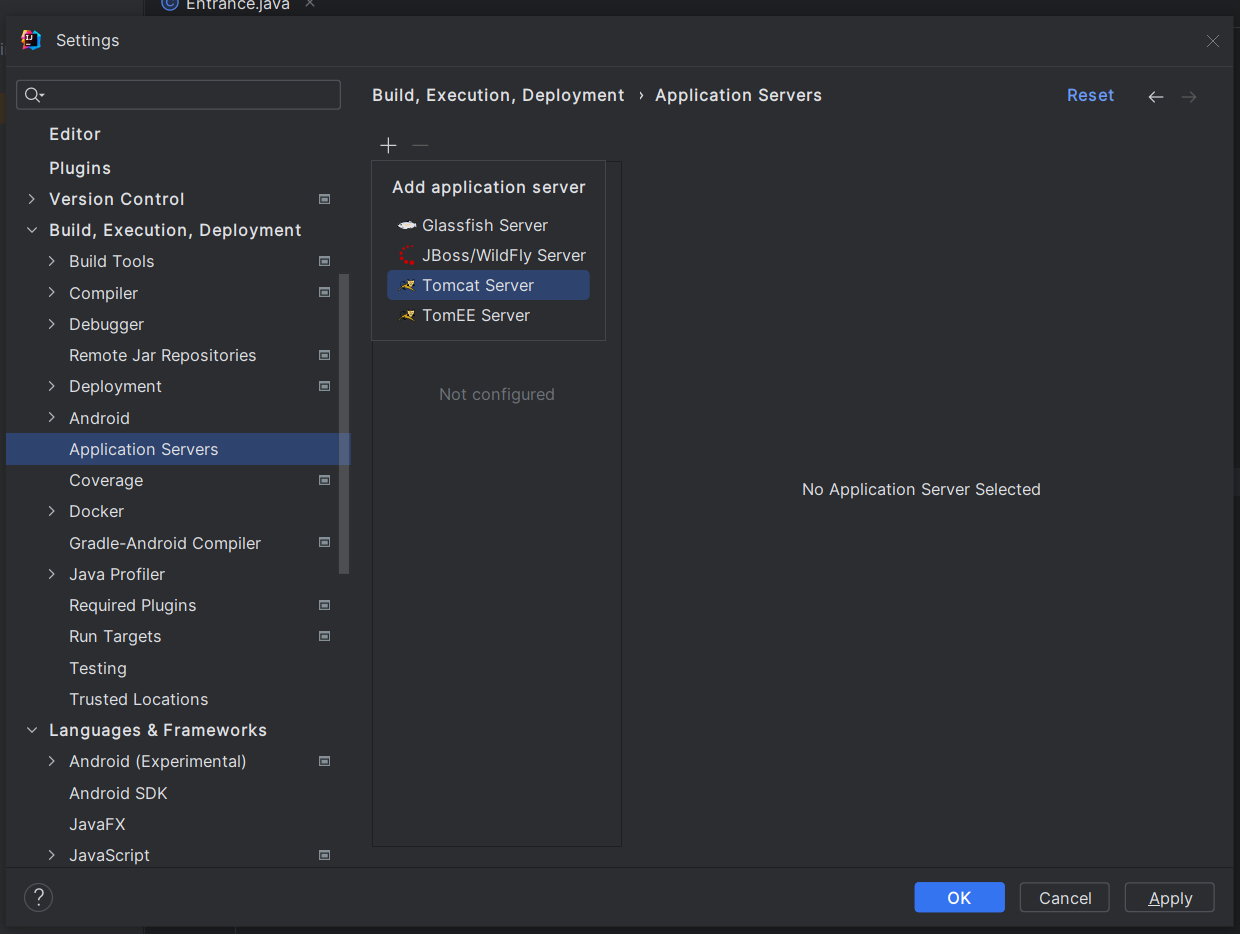 Entrance.java
Settings
Build, Execution, Deployment › Application Servers
Reset
Editor
Plugins
Version Control
Build, Execution, Deployment
Build Tools
Compiler
Debugger
Remote Jar Repositories
Deployment
Android
Application Servers
Coverage
Docker
Gradle-Android Compiler
Java Profiler
Required Plugins
Run Targets
Testing
Trusted Locations
Languages & Frameworks
Android (Experimental)
Android SDK
JavaFX
JavaScript
Add application server
Glassfish Server
JBoss/WildFly Server
Tomcat Server
TomEE Server
Not configured
No Application Server Selected
?
OK
Cancel
Apply